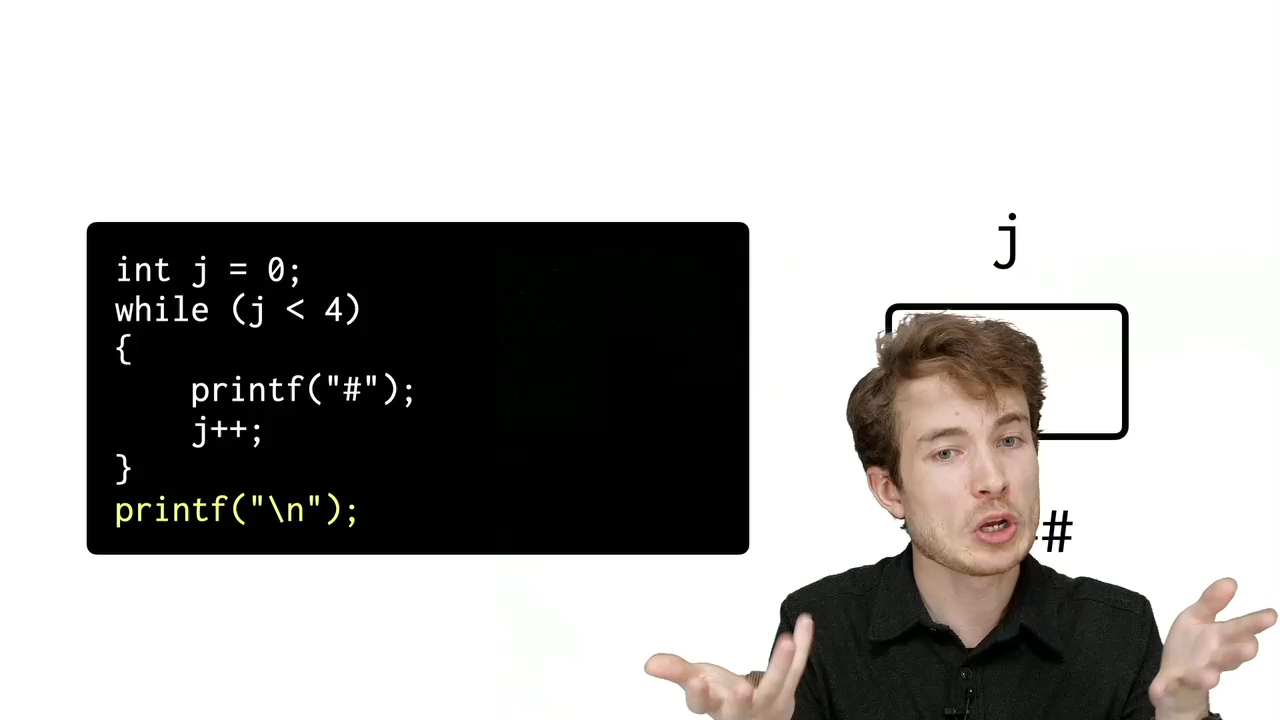 int j = 0;
while (j < 4)
{
    printf("#");
    j++;
}
printf("\n");
j
#